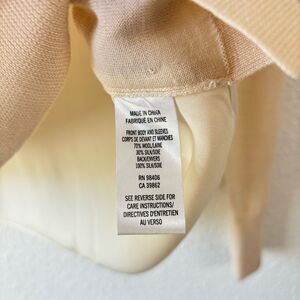 MADE IN CHINA
FABRIQUE EN CHINE
FRONT BODY AND SLEEVES
CORPS DE DEVANT ET MANCHES
70% WOOL/LAINE
30% SILK/SOIE
BACK/ENVERS
100% SILK/SOIE
RN 98406
CA 39862
SEE REVERSE SIDE FOR
CARE INSTRUCTIONS/
DIRECTIVES D'ENTRETIEN
AU VERSO